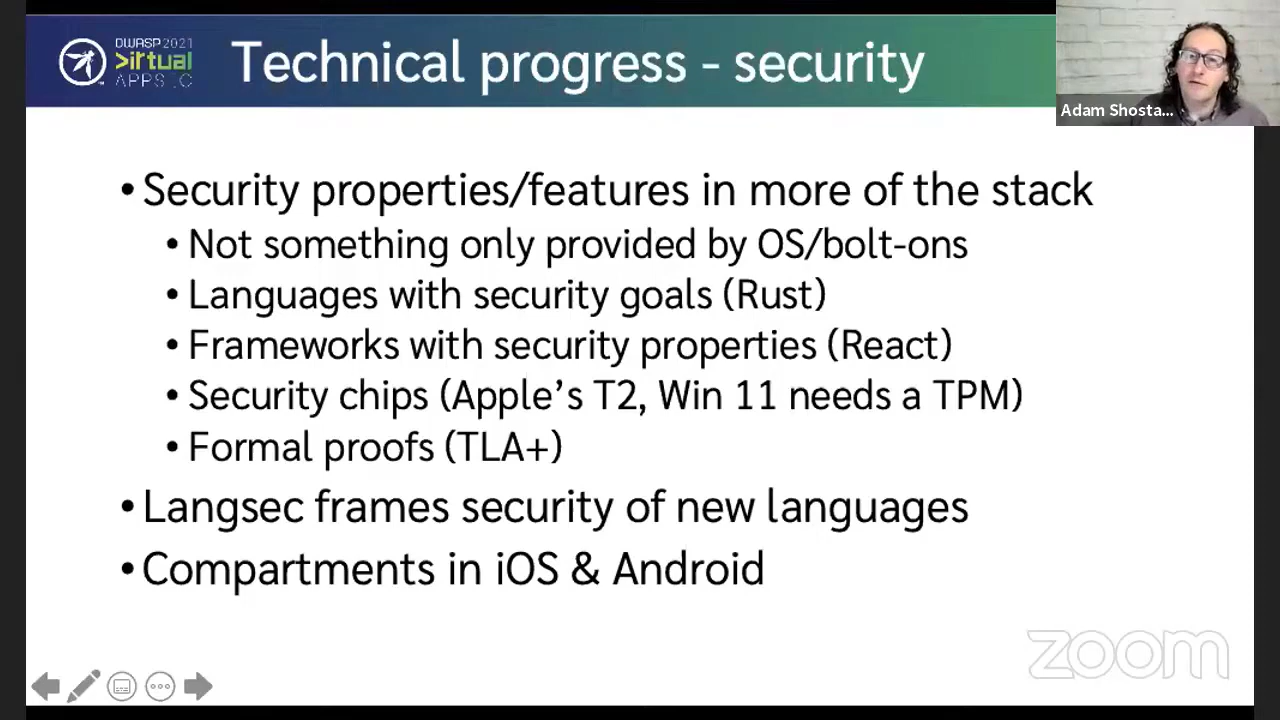 OWASP 2021
>irtual
APPS
Technical progress - security
Adam Shosta...
• Security properties/features in more of the stack
• Not something only provided by OS/bolt-ons
• Languages with security goals (Rust)
• Frameworks with security properties (React)
• Security chips (Apple’s T2, Win 11 needs a TPM)
• Formal proofs (TLA+)
• Langsec frames security of new languages
• Compartments in iOS & Android
zoom